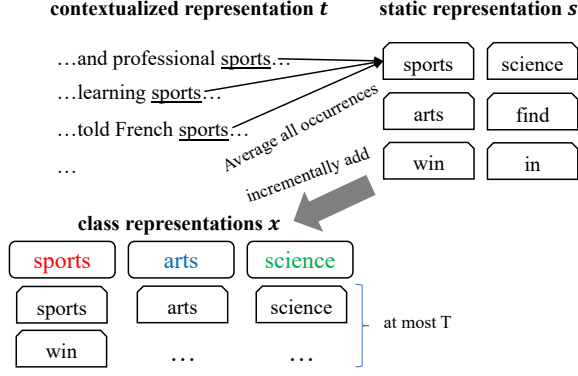 contextualized representation t
static representation s
…and professional sports…
…learning sports…
…told French sports…
…
Average all occurrences
sports
science
arts
find
win
in
incrementally add
class representations x
sports
arts
science
sports
arts
science
win
…
…
at most T